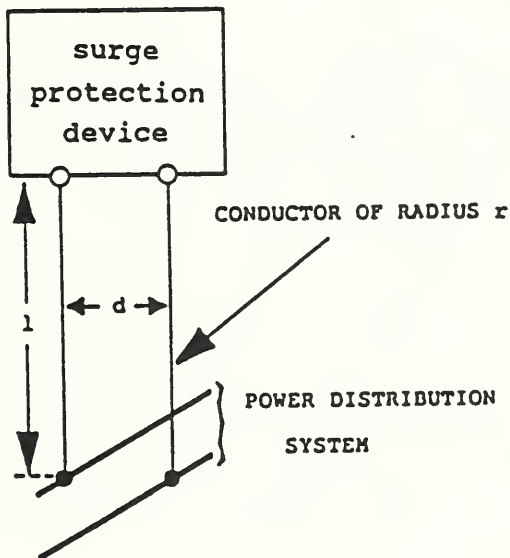 surge
protection
device
CONDUCTOR OF RADIUS r
d
l
POWER DISTRIBUTION
SYSTEM